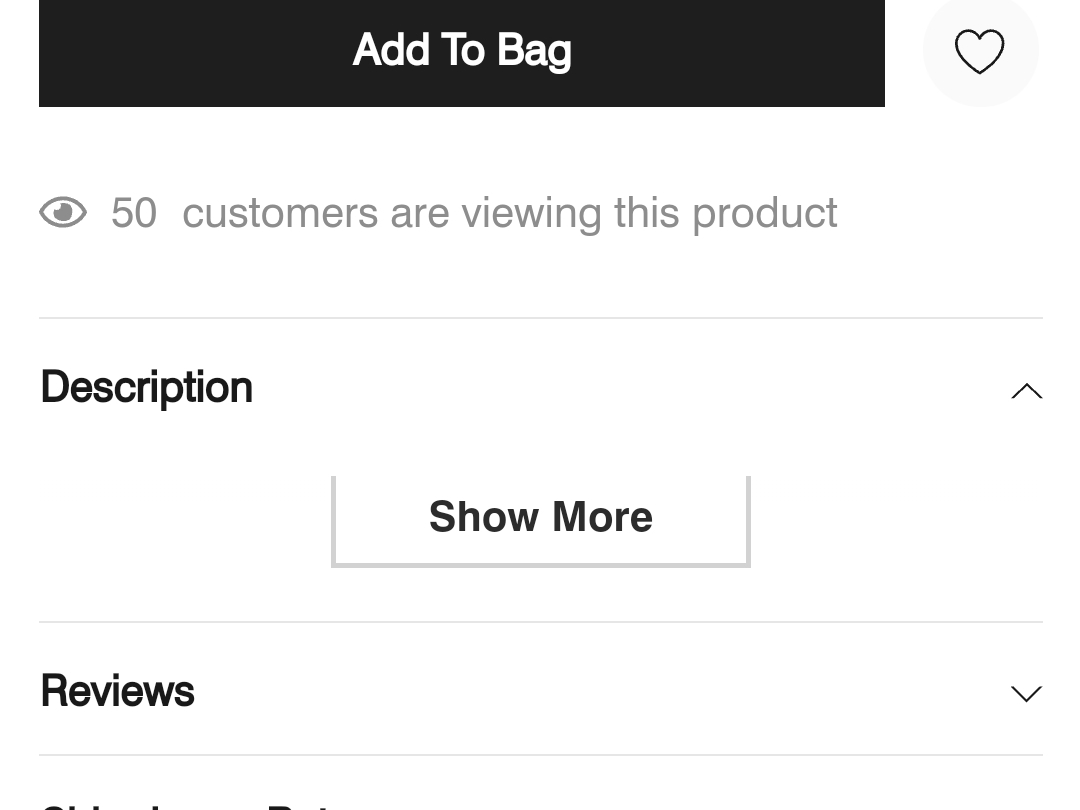 Add To Bag
50 customers are viewing this product
Description
Show More
Reviews